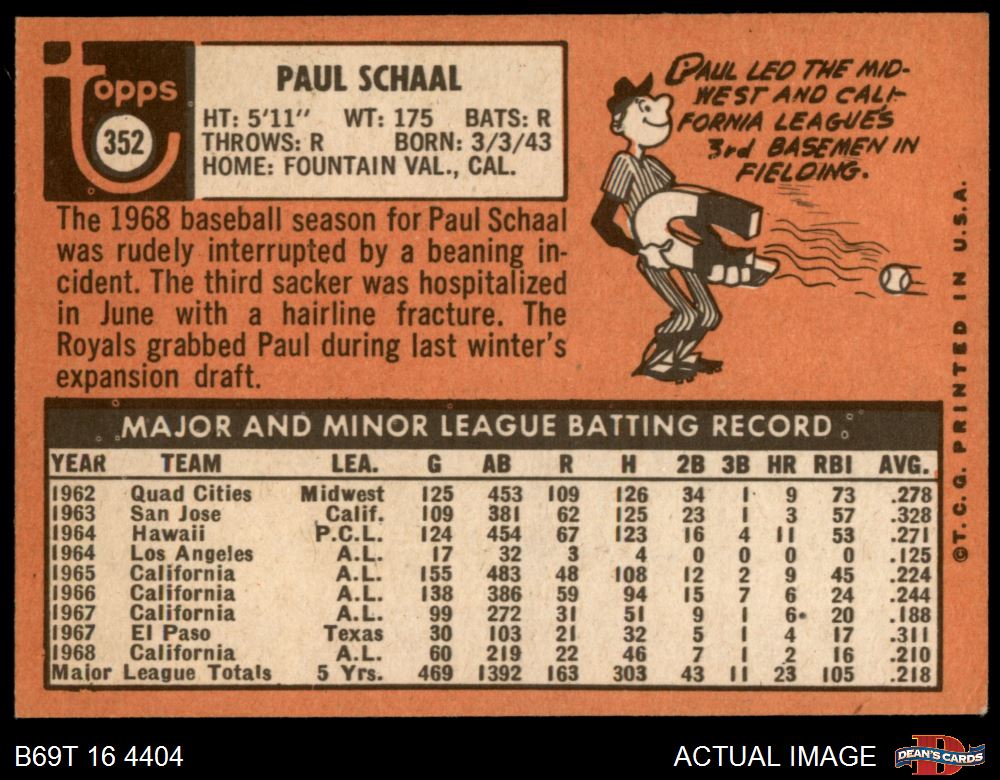 topps
352
PAUL SCHAAL
HT: 5'11" WT: 175 BATS: R
THROWS: R BORN: 3/3/43
HOME: FOUNTAIN VAL., CAL.
PAUL LED THE MID-
WEST AND CALI-
FORNIA LEAGUE'S
3rd BASEMEN IN
FIELDING.
The 1968 baseball season for Paul Schaal
was rudely interrupted by a beaning in-
cident. The third sacker was hospitalized
in June with a hairline fracture. The
Royals grabbed Paul during last winter's
expansion draft.
©T.C.G. PRINTED IN U.S.A.
MAJOR AND MINOR LEAGUE BATTING RECORD
YEAR TEAM LEA. G AB R H 2B 3B HR RBI AVG.
1962 Quad Cities Midwest 125 453 109 126 34 1 9 73 .278
1963 San Jose Calif. 109 381 62 125 23 1 3 57 .328
1964 Hawaii P.C.L. 124 454 67 123 16 4 11 53 .271
1964 Los Angeles A.L. 17 32 3 4 0 0 0 0 .125
1965 California A.L. 155 483 48 108 12 2 9 45 .224
1966 California A.L. 138 386 59 94 15 7 6 24 .244
1967 California A.L. 99 272 31 51 9 1 6 20 .188
1967 El Paso Texas 30 103 21 32 5 1 4 17 .311
1968 California A.L. 60 219 22 46 7 1 2 16 .210
Major League Totals 5 Yrs. 469 1392 163 303 43 11 23 105 .218
B69T 16 4404
ACTUAL IMAGE
D
DEAN'S CARDS